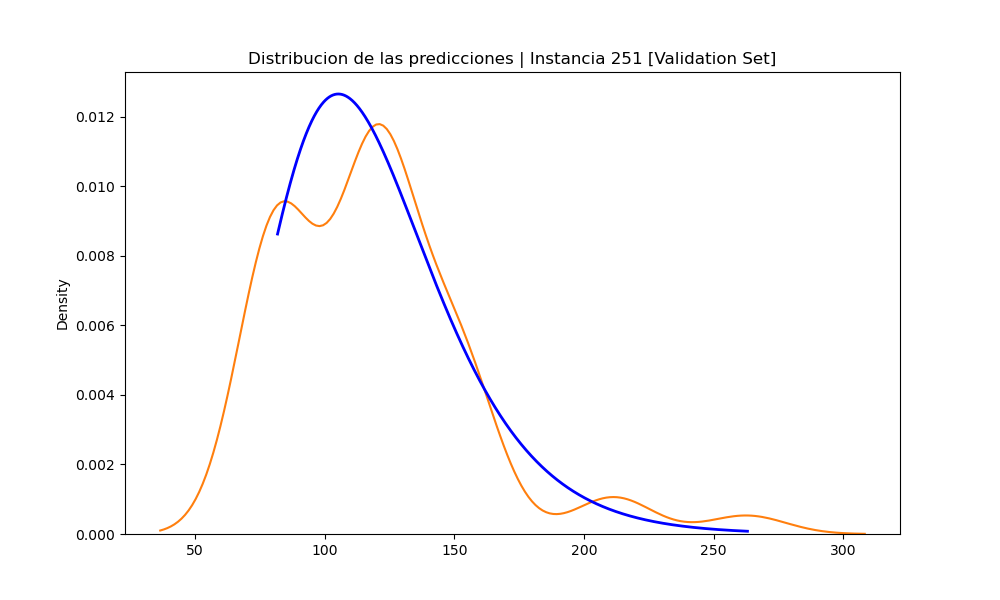 Distribucion de las predicciones | Instancia 251 [Validation Set]
Density
0.012
0.010
0.008
0.006
0.004
0.002
0.000
50 100 150 200 250 300